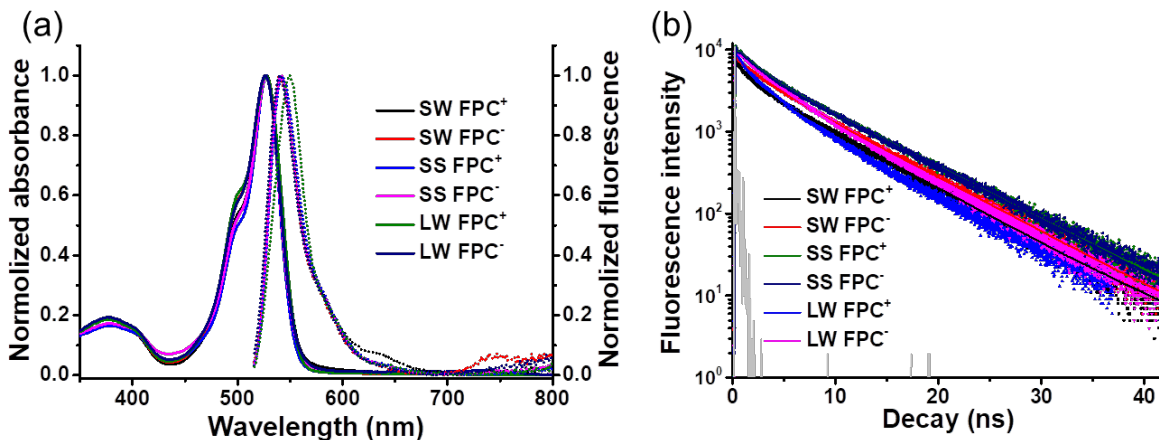 (a)
Normolized absorbance
1.0
0.8
0.6
0.4
0.2
0.0
400 500 600 700 800
Wavelength (nm)
1.0
0.8
0.6
0.4
0.2
0.0
Normolized fluorescence
SW FPC⁺
SW FPC⁻
SS FPC⁺
SS FPC⁻
LW FPC⁺
LW FPC⁻
(b)
Fluorescence intensity
10⁴
10³
10²
10¹
10⁰
0 10 20 30 40
Decay (ns)
SW FPC⁺
SW FPC⁻
SS FPC⁺
SS FPC⁻
LW FPC⁺
LW FPC⁻